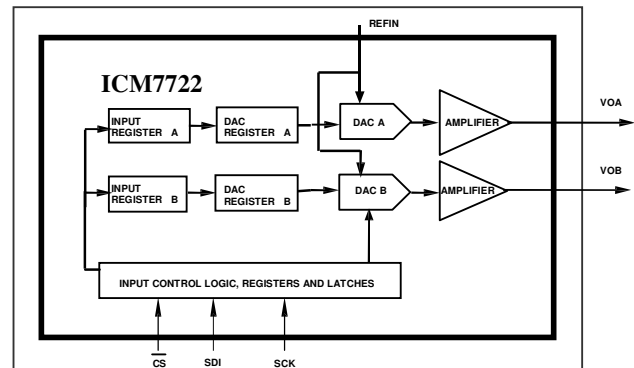 REFIN
ICM7722
INPUT
REGISTER A
DAC
REGISTER A
DAC A
AMPLIFIER
VOA
INPUT
REGISTER B
DAC
REGISTER B
DAC B
AMPLIFIER
VOB
INPUT CONTROL LOGIC, REGISTERS AND LATCHES
C̅S̅
SDI
SCK